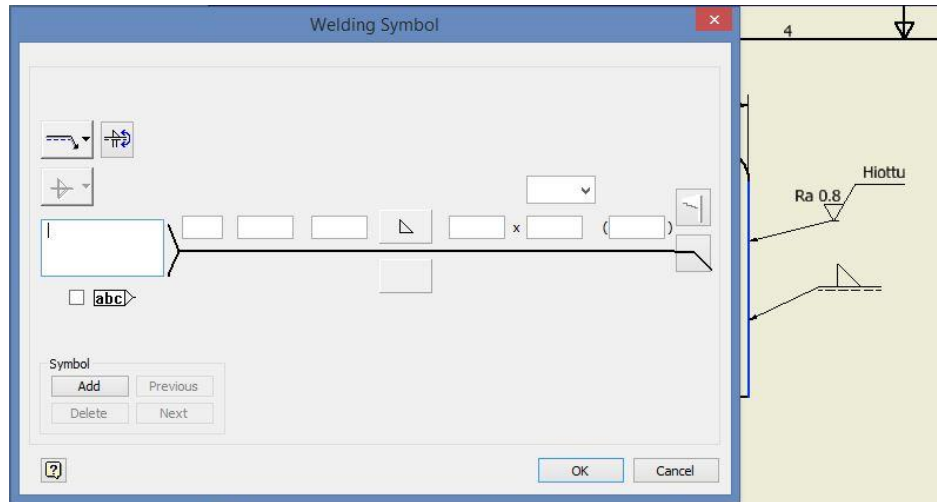 Welding Symbol
4
Hiottu
Ra 0.8
x ( )
abc
Symbol
Add Previous
Delete Next
OK Cancel